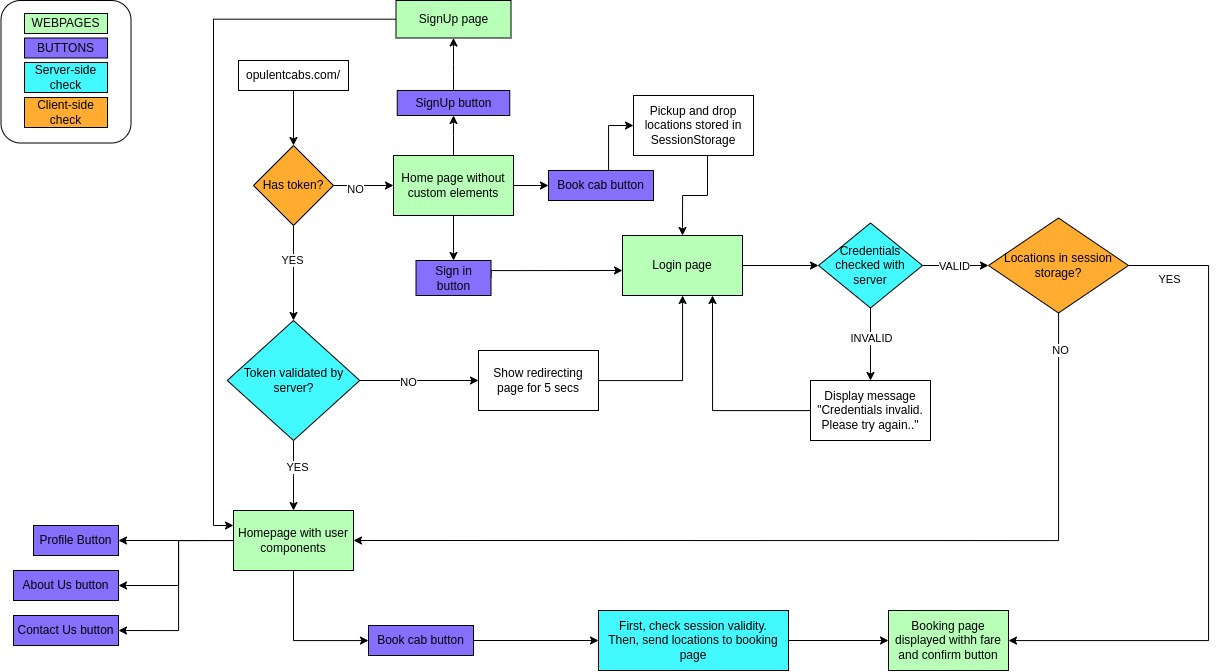 WEBPAGES
BUTTONS
Server-side
check
Client-side
check
SignUp page
opulentcabs.com/
SignUp button
Pickup and drop
locations stored in
SessionStorage
Has token?
NO
Home page without
custom elements
Book cab button
YES
Sign in
button
Login page
Credentials
checked with
server
VALID
Locations in session
storage?
YES
INVALID
NO
Token validated by
server?
NO
Show redirecting
page for 5 secs
Display message
"Credentials invalid.
Please try again.."
YES
Homepage with user
components
Profile Button
About Us button
Contact Us button
Book cab button
First, check session validity.
Then, send locations to booking
page
Booking page
displayed withh fare
and confirm button